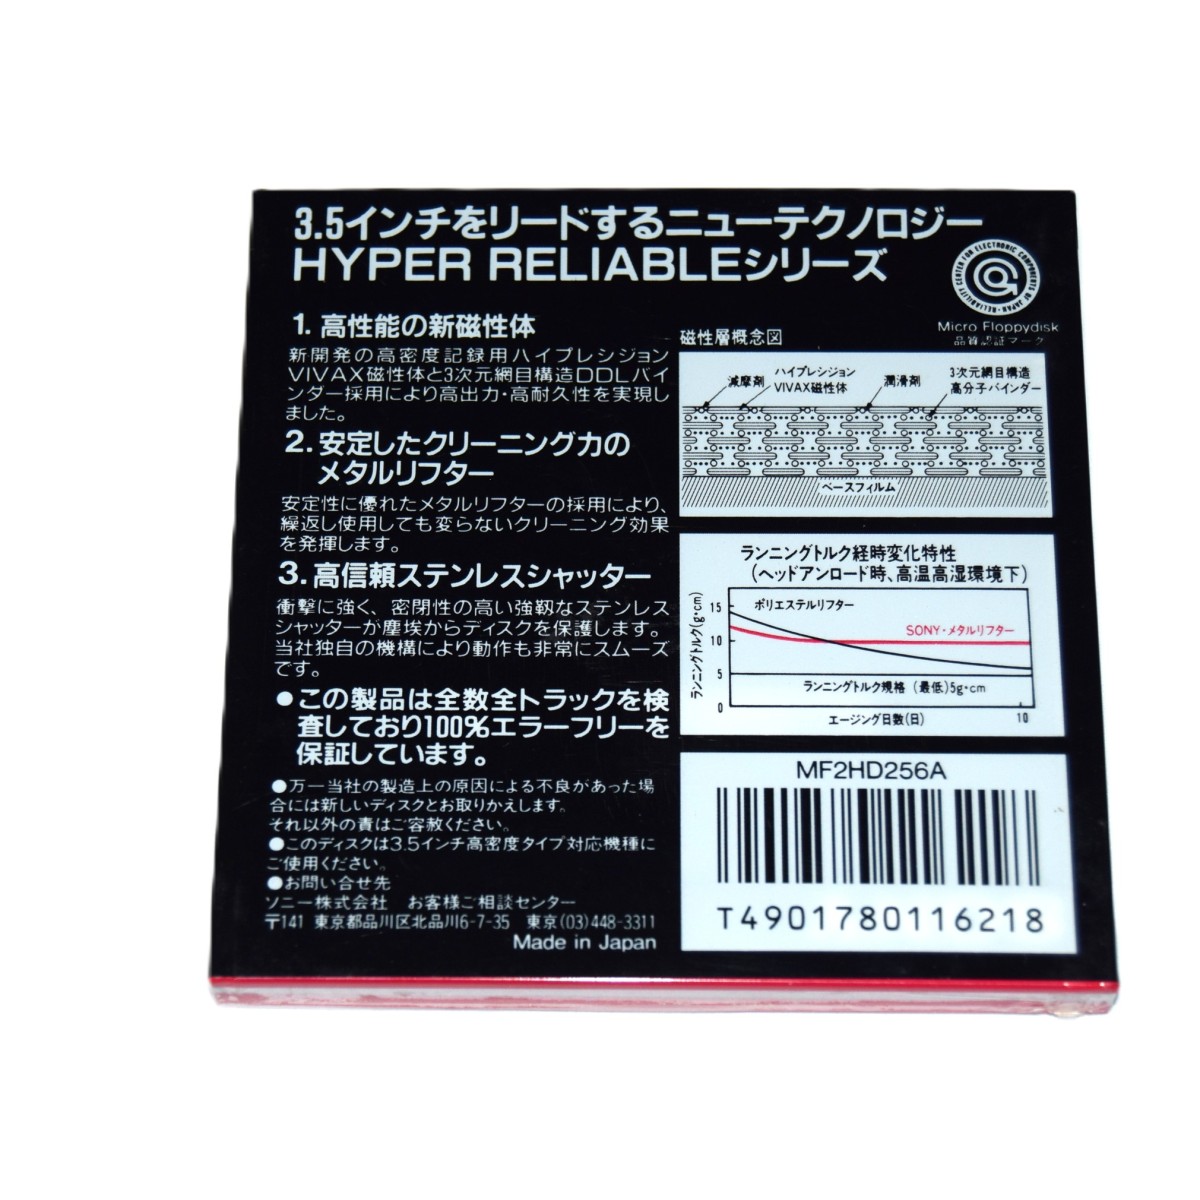 3.5インチをリードするニューテクノロジー
HYPER RELIABLEシリーズ
RELIABILITY CENTER FOR ELECTRONIC COMPONENTS OF JAPAN
Micro Floppydisk
品質認証マーク
1. 高性能の新磁性体
新開発の高密度記録用ハイプレシジョン
VIVAX磁性体と3次元網目構造DDLバイ
ンダー採用により高出力・高耐久性を実現し
ました。
2. 安定したクリーニング力の
メタルリフター
安定性に優れたメタルリフターの採用により、
繰返し使用しても変らないクリーニング効果
を発揮します。
3. 高信頼ステンレスシャッター
衝撃に強く、密閉性の高い強靱なステンレス
シャッターが塵埃からディスクを保護します。
当社独自の機構により動作も非常にスムーズ
です。
●この製品は全数全トラックを検
査しており100%エラーフリーを
保証しています。
●万一当社の製造上の原因による不良があった場
合には新しいディスクとお取りかえします。
それ以外の責はご容赦ください。
●このディスクは3.5インチ高密度タイプ対応機種に
ご使用ください。
●お問い合せ先
ソニー株式会社 お客様ご相談センター
〒141 東京都品川区北品川6-7-35 東京(03)448-3311
Made in Japan
磁性層概念図
減摩剤
ハイプレシジョン
VIVAX磁性体
潤滑剤
3次元網目構造
高分子バインダー
ベースフィルム
ランニングトルク経時変化特性
(ヘッドアンロード時、高温高湿環境下)
ランニングトルク(g・cm)
15
10
5
0
ポリエステルリフター
SONY・メタルリフター
ランニングトルク規格 (最低)5g・cm
エージング日数(日)
10
MF2HD256A
T4901780116218